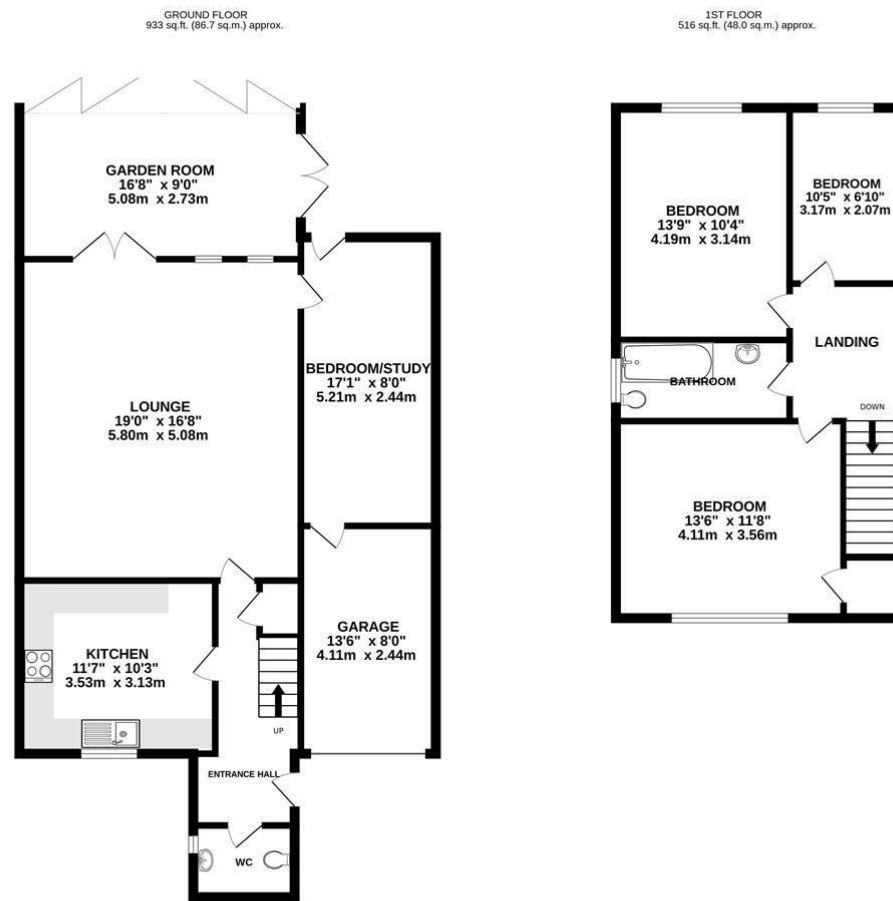 GROUND FLOOR
933 sq.ft. (86.7 sq.m.) approx.
GARDEN ROOM
16'8" x 9'0"
5.08m x 2.73m
BEDROOM/STUDY
17'1" x 8'0"
5.21m x 2.44m
LOUNGE
19'0" x 16'8"
5.80m x 5.08m
GARAGE
13'6" x 8'0"
4.11m x 2.44m
KITCHEN
11'7" x 10'3"
3.53m x 3.13m
UP
ENTRANCE HALL
WC
1ST FLOOR
516 sq.ft. (48.0 sq.m.) approx.
BEDROOM
13'9" x 10'4"
4.19m x 3.14m
BEDROOM
10'5" x 6'10"
3.17m x 2.07m
LANDING
BATHROOM
DOWN
BEDROOM
13'6" x 11'8"
4.11m x 3.56m